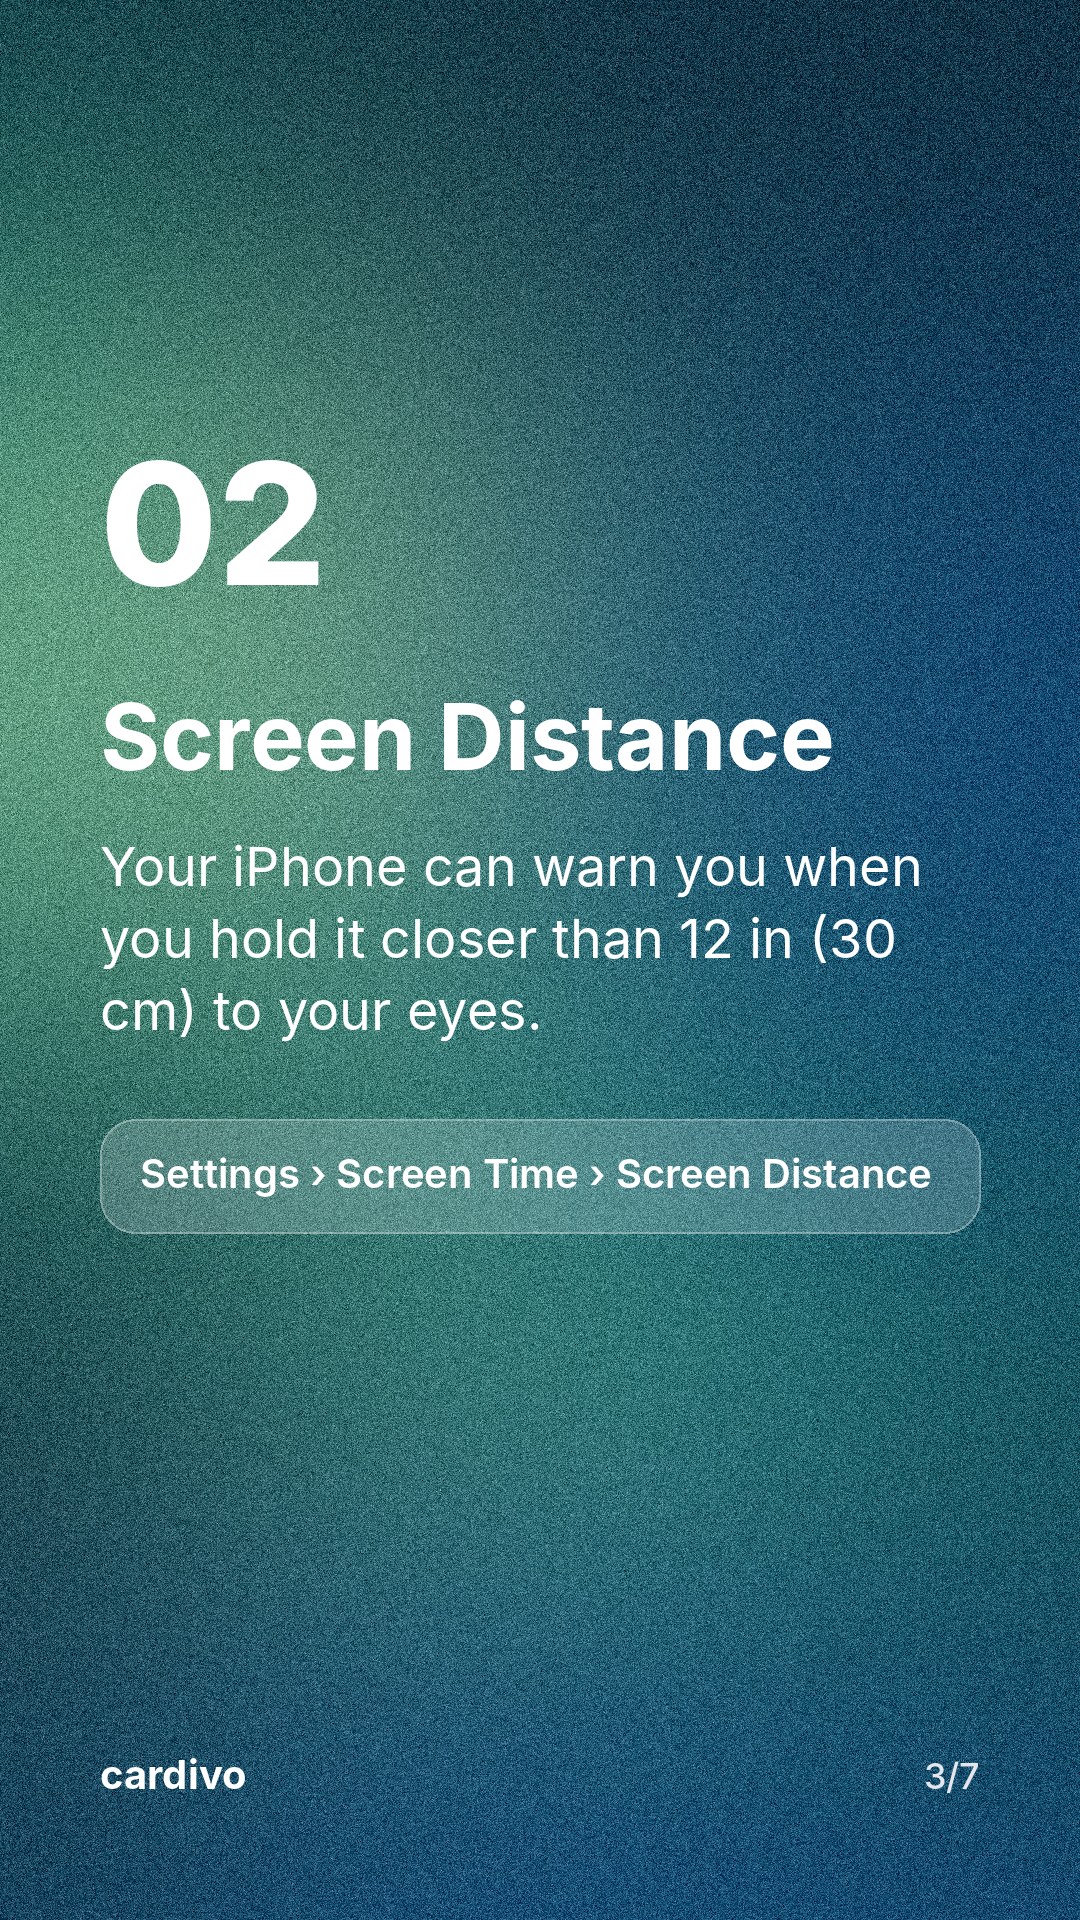 02
Screen Distance
Your iPhone can warn you when
you hold it closer than 12 in (30
cm) to your eyes.
Settings › Screen Time › Screen Distance
cardivo
3/7